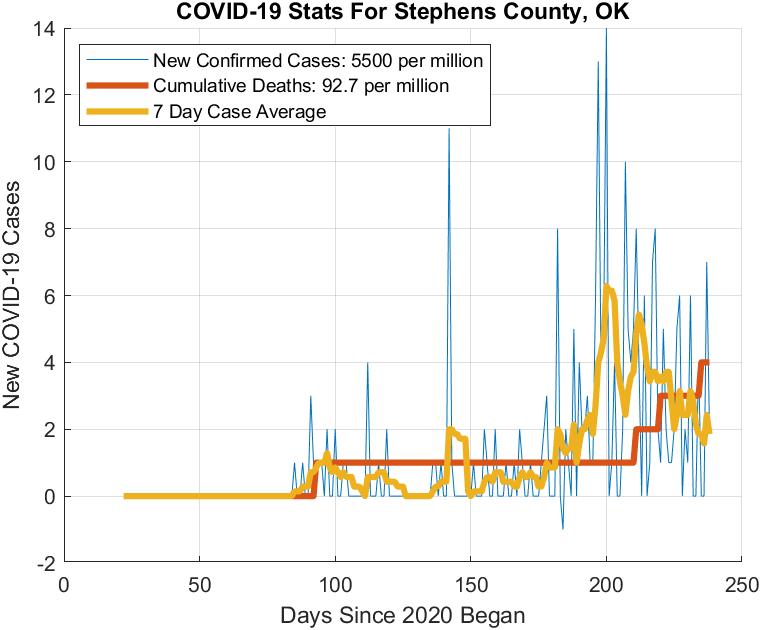 COVID-19 Stats For Stephens County, OK
New Confirmed Cases: 5500 per million
Cumulative Deaths: 92.7 per million
7 Day Case Average
New COVID-19 Cases
14
12
10
8
6
4
2
0
-2
0 50 100 150 200 250
Days Since 2020 Began